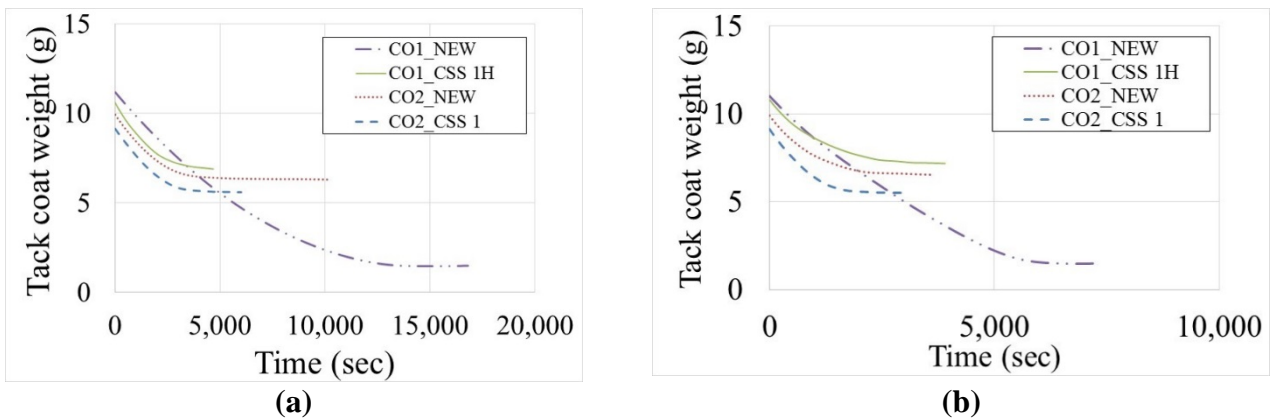 15
10
5
0
Tack coat weight (g)
CO1_NEW
CO1_CSS 1H
CO2_NEW
CO2_CSS 1
0 5,000 10,000 15,000 20,000
Time (sec)
(a)
15
10
5
0
Tack coat weight (g)
CO1_NEW
CO1_CSS 1H
CO2_NEW
CO2_CSS 1
0 5,000 10,000
Time (sec)
(b)